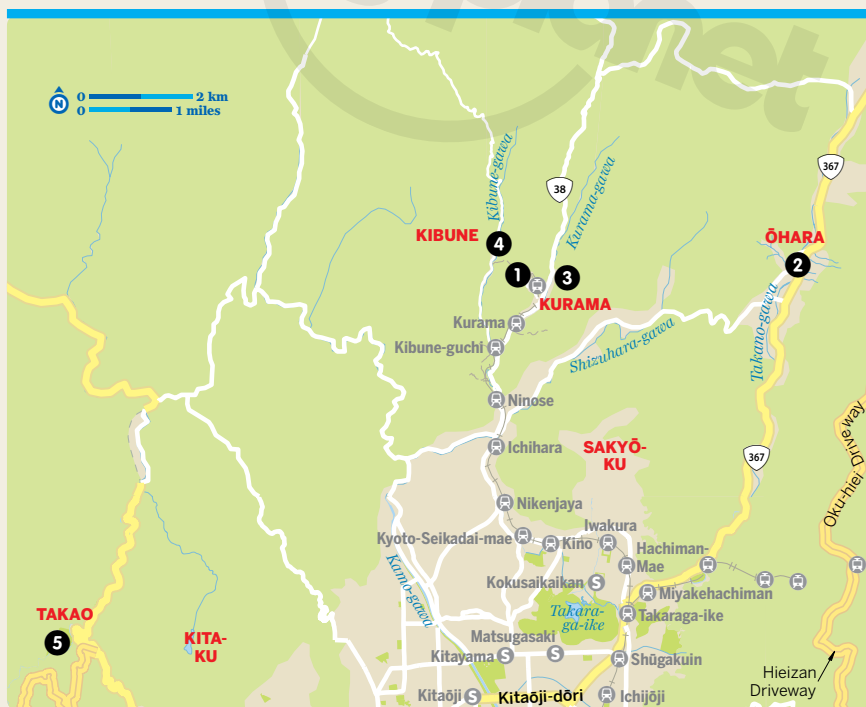 planet
N
0 2 km
0 1 miles
367
38
Kibune-gawa
Kurama-gawa
KIBUNE
4
ŌHARA
2
1
3
KURAMA
Kurama
Kibune-guchi
Shizuhara-gawa
Takano-gawa
Ninose
Ichihara
SAKYŌ-
KU
367
Oku-hiei Driveway
Nikenjaya
Kyoto-Seikadai-mae
Kino
Iwakura
Hachiman-
Mae
Kamo-gawa
Kokusaikaikan
S
Miyakehachiman
Takara-
ga-ike
Takaraga-ike
TAKAO
5
KITA-
KU
Matsugasaki
S
Kitayama
S
Shūgakuin
Hieizan
Driveway
Kitaōji
S
Kitaōji-dōri
Ichijōji